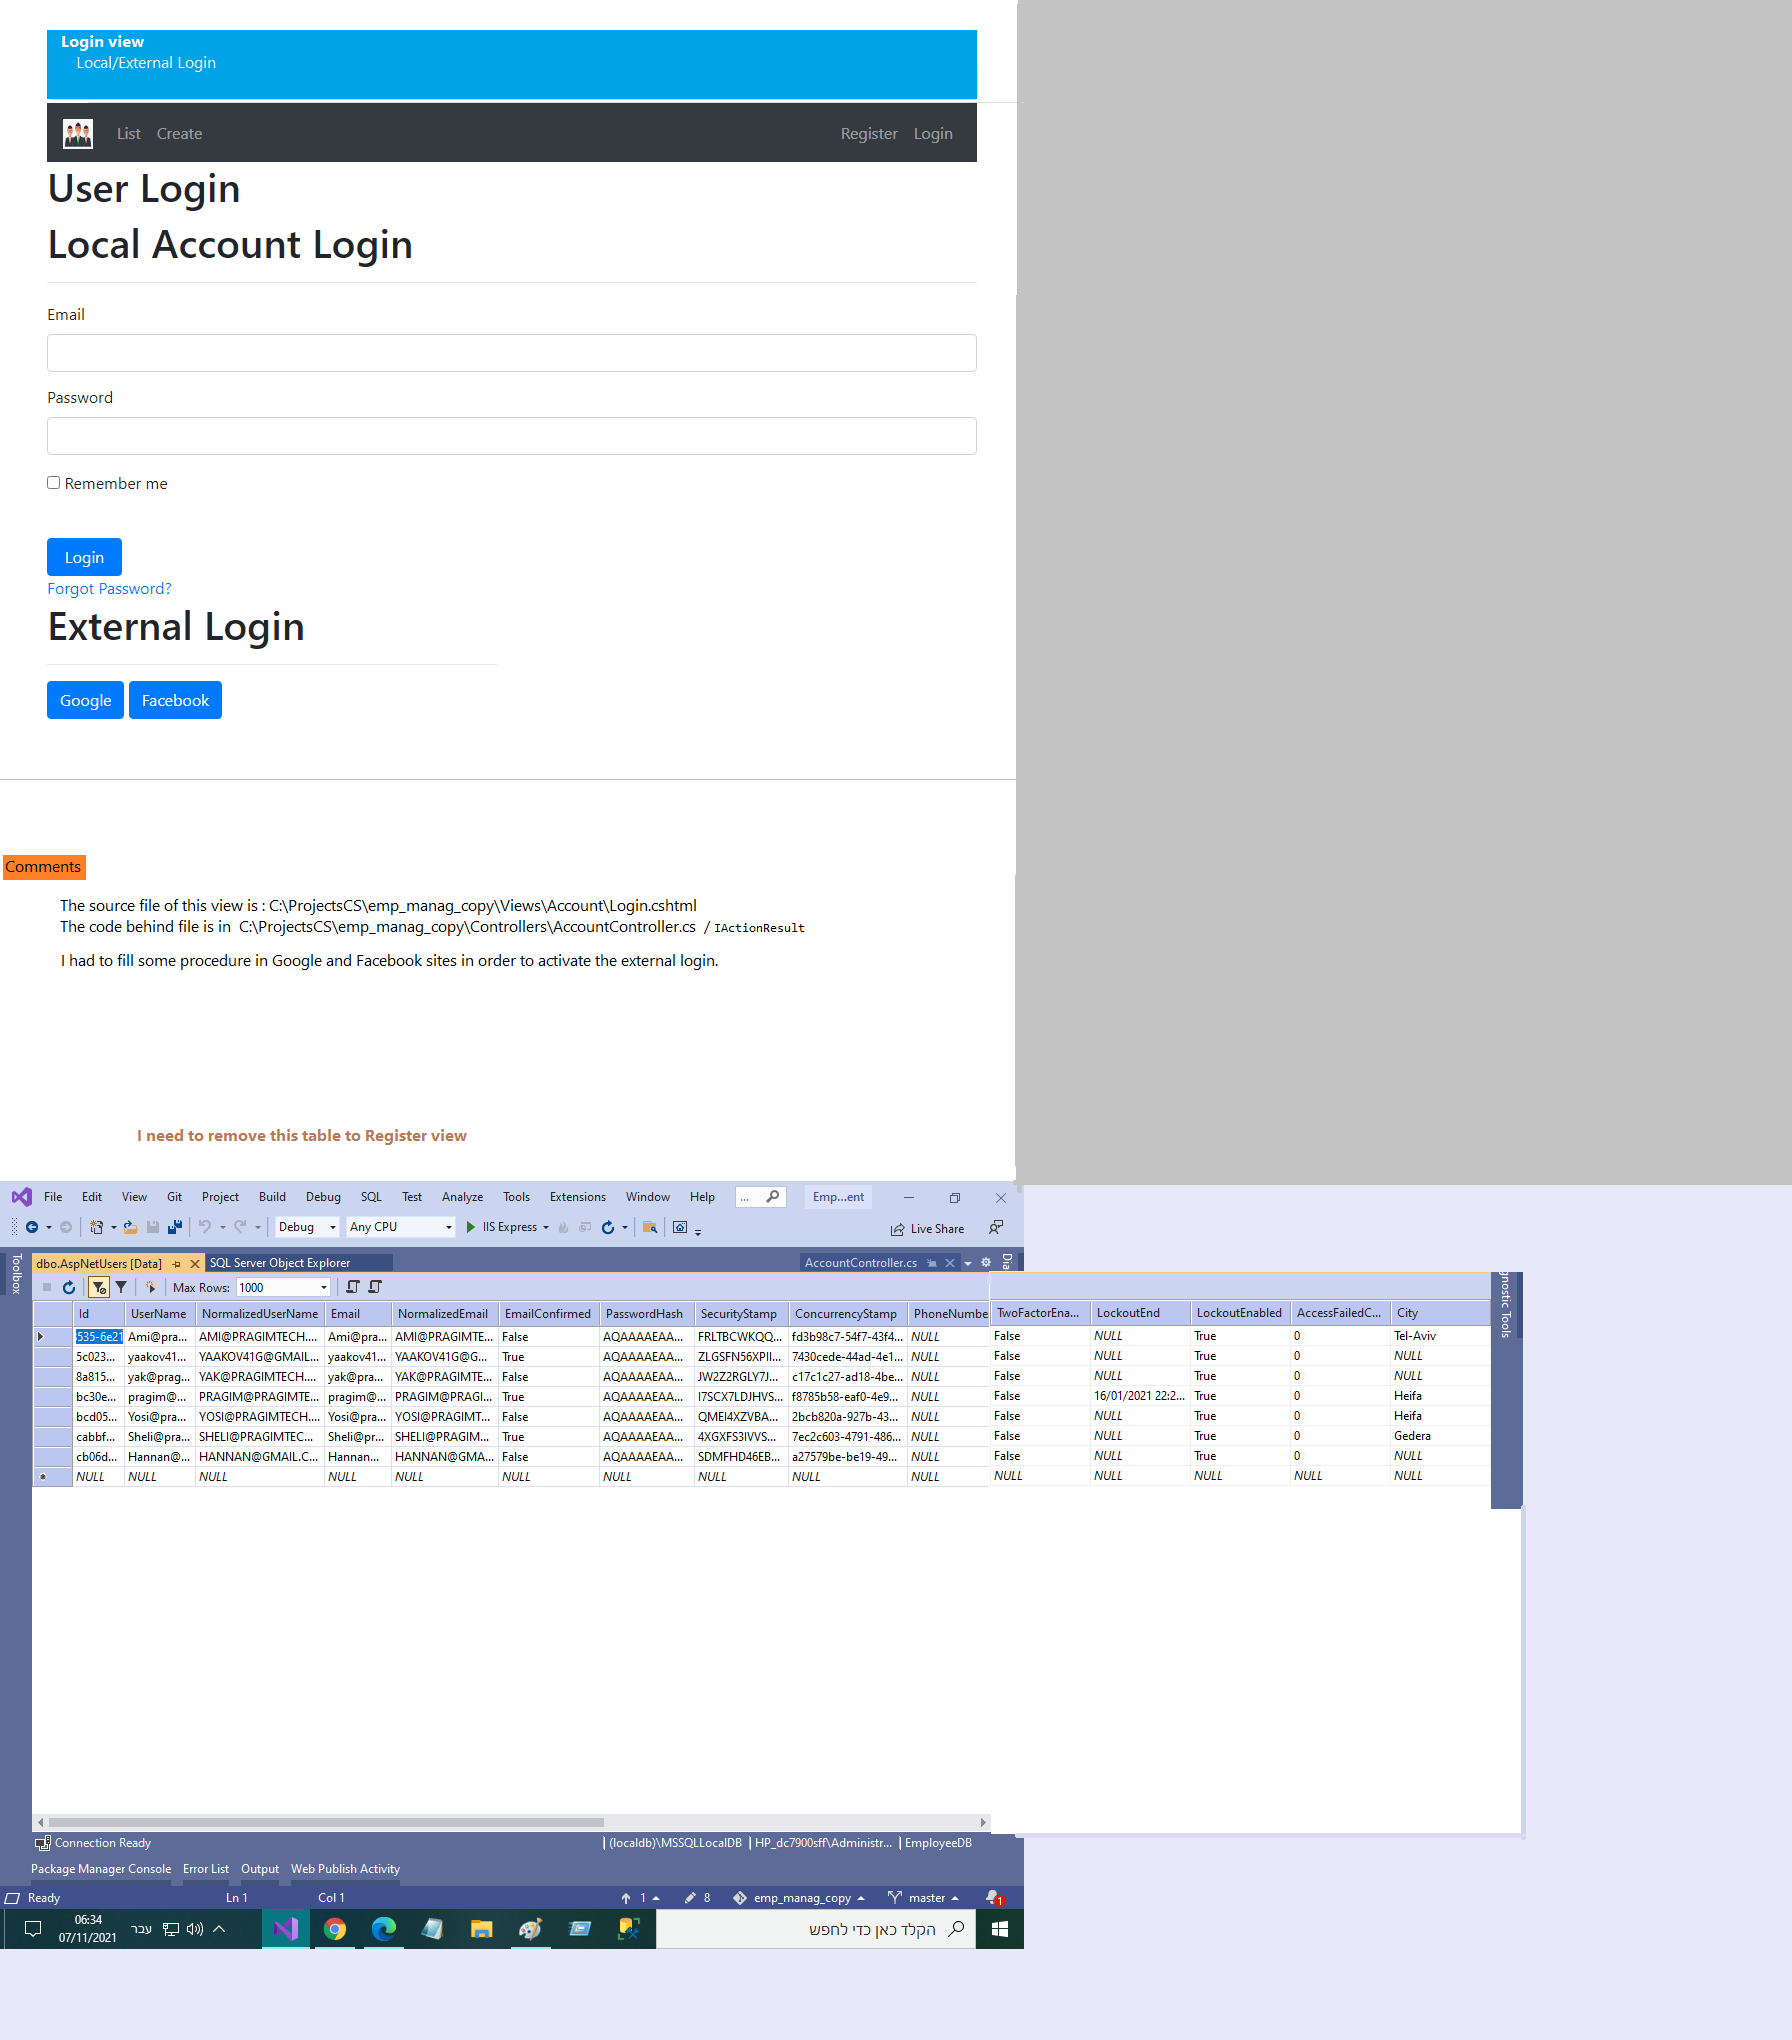 Login view
Local/External Login
List Create Register Login
User Login
Local Account Login
Email
Password
Remember me
Login
Forgot Password?
External Login
Google Facebook
Comments
The source file of this view is : C:\ProjectsCS\emp_manag_copy\Views\Account\Login.cshtml
The code behind file is in C:\ProjectsCS\emp_manag_copy\Controllers\AccountController.cs / IActionResult
I had to fill some procedure in Google and Facebook sites in order to activate the external login.
I need to remove this table to Register view
File Edit View Git Project Build Debug SQL Test Analyze Tools Extensions Window Help ... Emp...ent
Debug Any CPU IIS Express Live Share
Toolbox
dbo.AspNetUsers [Data] SQL Server Object Explorer AccountController.cs Dia
gnostic Tools
Max Rows: 1000
Id UserName NormalizedUserName Email NormalizedEmail EmailConfirmed PasswordHash SecurityStamp ConcurrencyStamp PhoneNumbe TwoFactorEna... LockoutEnd LockoutEnabled AccessFailedC... City
535-6e21 Ami@pra... AMI@PRAGIMTECH.... Ami@pra... AMI@PRAGIMTE... False AQAAAAEAA... FRLTBCWKQQ... fd3b98c7-54f7-43f4... NULL False NULL True 0 Tel-Aviv
5c023... yaakov41... YAAKOV41G@GMAIL... yaakov41... YAAKOV41G@G... True AQAAAAEAA... ZLGSFN56XPII... 7430cede-44ad-4e1... NULL False NULL True 0 NULL
8a815... yak@prag... YAK@PRAGIMTECH.... yak@pra... YAK@PRAGIMTE... False AQAAAAEAA... JW2Z2RGLY7J... c17c1c27-ad18-4be... NULL False NULL True 0 NULL
bc30e... pragim@... PRAGIM@PRAGIMTE... pragim@... PRAGIM@PRAGI... True AQAAAAEAA... I7SCX7LDJHVS... f8785b58-eaf0-4e9... NULL False 16/01/2021 22:2... True 0 Heifa
bcd05... Yosi@pra... YOSI@PRAGIMTECH.... Yosi@pra... YOSI@PRAGIMT... False AQAAAAEAA... QMEI4XZVBA... 2bcb820a-927b-43... NULL False NULL True 0 Heifa
cabbf... Sheli@pra... SHELI@PRAGIMTEC... Sheli@pr... SHELI@PRAGIM... True AQAAAAEAA... 4XGXFS3IVVS... 7ec2c603-4791-486... NULL False NULL True 0 Gedera
cb06d... Hannan@... HANNAN@GMAIL.C... Hannan... HANNAN@GMA... False AQAAAAEAA... SDMFHD46EB... a27579be-be19-49... NULL False NULL True 0 NULL
NULL NULL NULL NULL NULL NULL NULL NULL NULL NULL NULL NULL NULL NULL NULL
Connection Ready (localdb)\MSSQLLocalDB HP_dc7900sff\Administr... EmployeeDB
Package Manager Console Error List Output Web Publish Activity
Ready Ln 1 Col 1 1 8 emp_manag_copy master 1
06:34
07/11/2021
עבר
הקלד כאן כדי לחפש